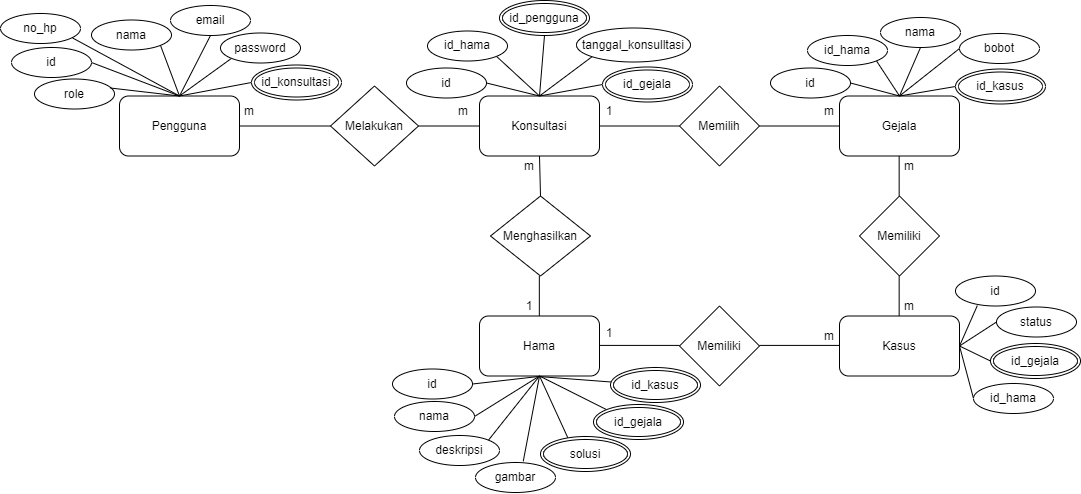 no_hp
nama
email
password
id
role
id_konsultasi
Pengguna
m
Melakukan
m
id_pengguna
id_hama
tanggal_konsulltasi
id
id_gejala
Konsultasi
1
Memilih
m
nama
id_hama
bobot
id
id_kasus
Gejala
m
Menghasilkan
1
m
Memiliki
m
Hama
1
Memiliki
m
Kasus
id
status
id_gejala
id_hama
id
nama
deskripsi
gambar
solusi
id_gejala
id_kasus